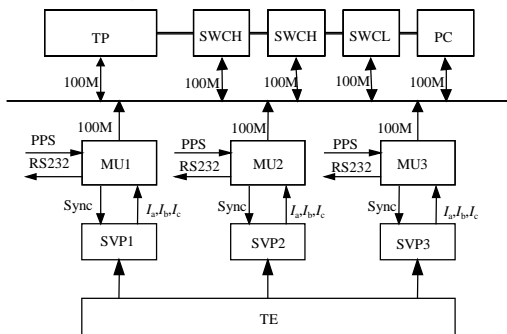 TP SWCH SWCH SWCL PC
100M 100M 100M 100M 100M
100M 100M 100M
PPS PPS PPS
RS232 MU1 RS232 MU2 RS232 MU3
Sync Ia,Ib,Ic Sync Ia,Ib,Ic Sync Ia,Ib,Ic
SVP1 SVP2 SVP3
TE